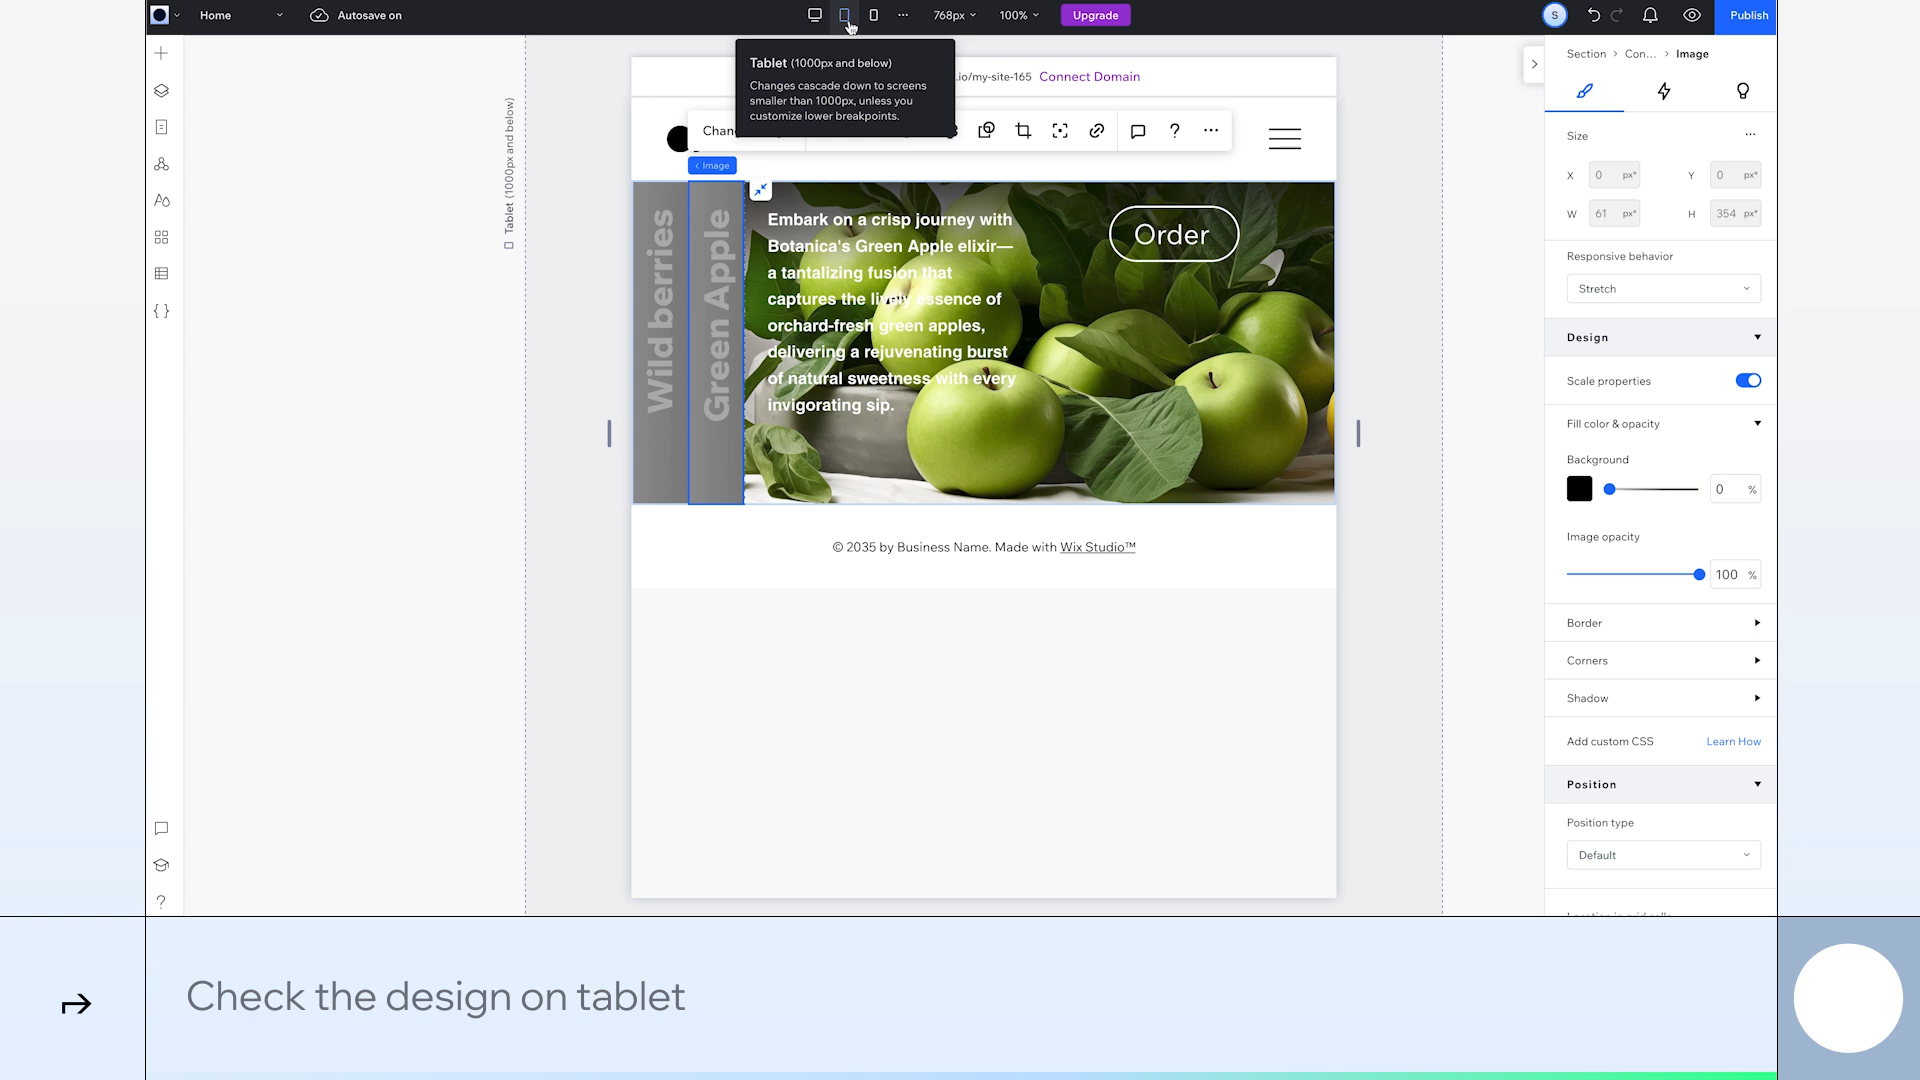 Home
Autosave on
768px
100%
Upgrade
S
Publish
Tablet (1000px and below)
Changes cascade down to screens
smaller than 1000px, unless you
customize lower breakpoints.
.io/my-site-165 Connect Domain
Section > Con... > Image
Tablet (1000px and below)
Chan
?
< Image
Size
X 0 px*
Y 0 px*
W 61 px*
H 354 px*
Wild berries
Green Apple
Embark on a crisp journey with
Botanica's Green Apple elixir—
a tantalizing fusion that
captures the lively essence of
orchard-fresh green apples,
delivering a rejuvenating burst
of natural sweetness with every
invigorating sip.
Order
Responsive behavior
Stretch
Design
Scale properties
Fill color & opacity
Background
0 %
Image opacity
100 %
© 2035 by Business Name. Made with Wix Studio™
Border
Corners
Shadow
Add custom CSS Learn How
Position
Position type
Default
?
Check the design on tablet